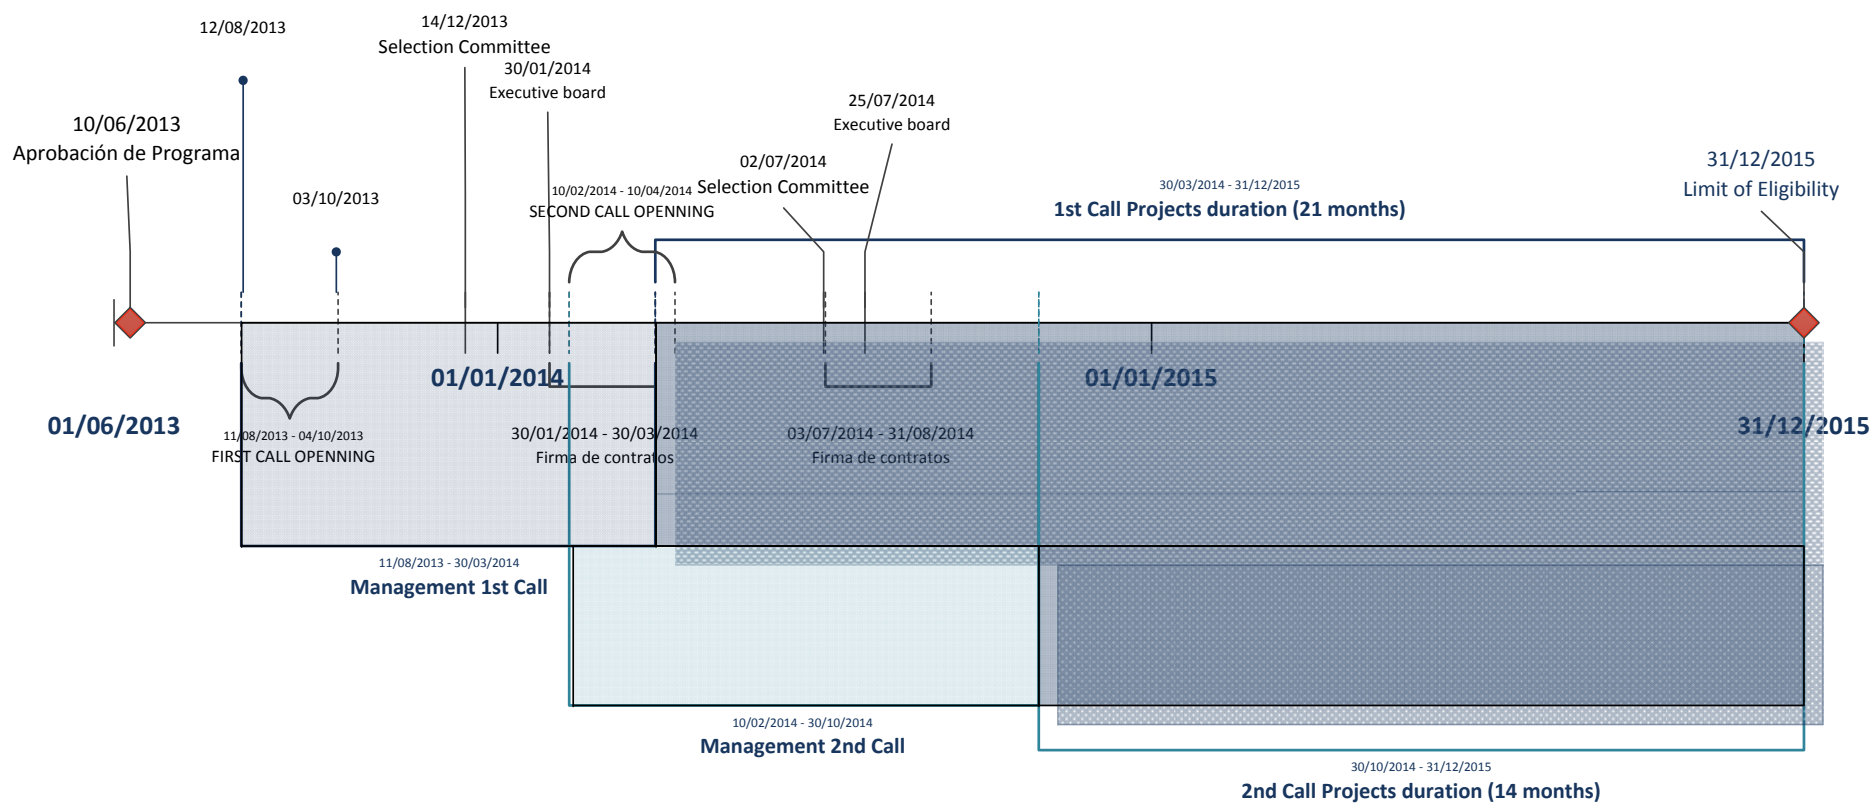 12/08/2013
14/12/2013
Selection Committee
30/01/2014
Executive board
10/06/2013
Aprobación de Programa
03/10/2013
25/07/2014
Executive board
02/07/2014
Selection Committee
10/02/2014 - 10/04/2014
SECOND CALL OPENNING
30/03/2014 - 31/12/2015
1st Call Projects duration (21 months)
31/12/2015
Limit of Eligibility
01/01/2014
01/01/2015
01/06/2013
31/12/2015
11/08/2013 - 04/10/2013
FIRST CALL OPENNING
30/01/2014 - 30/03/2014
Firma de contratos
03/07/2014 - 31/08/2014
Firma de contratos
11/08/2013 - 30/03/2014
Management 1st Call
10/02/2014 - 30/10/2014
Management 2nd Call
30/10/2014 - 31/12/2015
2nd Call Projects duration (14 months)